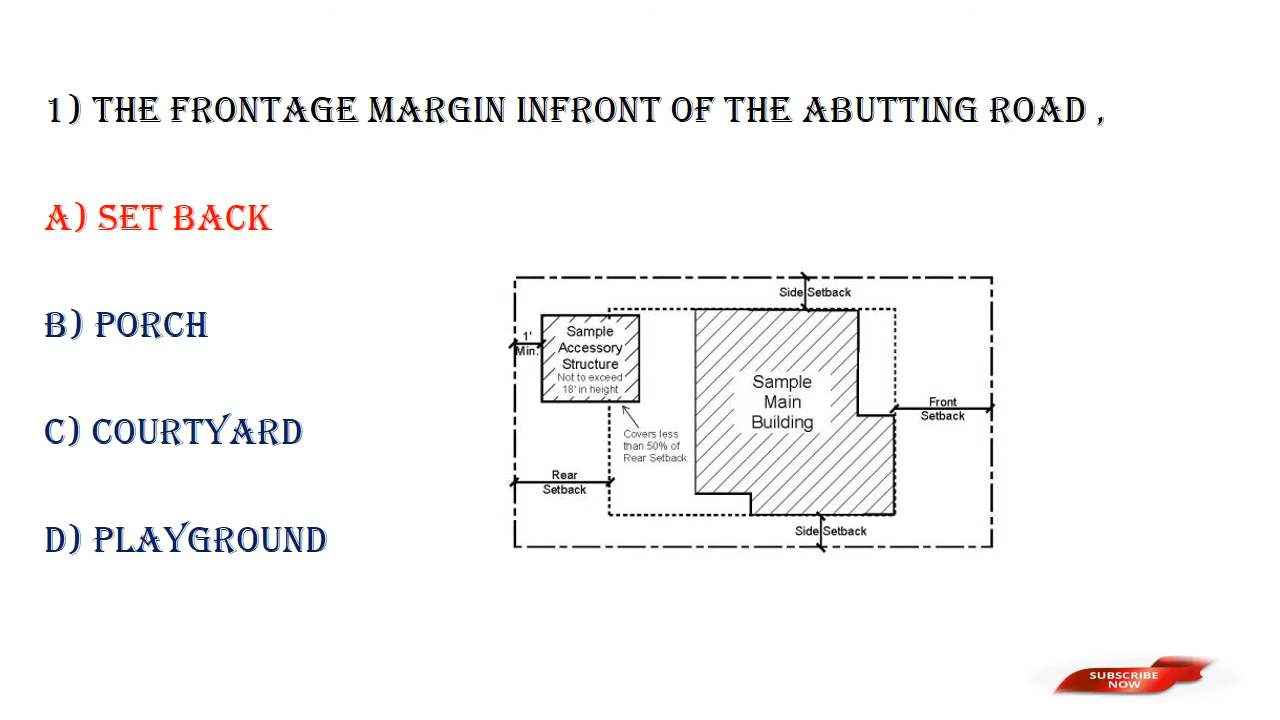 1) THE FRONTAGE MARGIN INFRONT OF THE ABUTTING ROAD ,
A) SET BACK
B) PORCH
C) COURTYARD
D) PLAYGROUND
Side Setback
1'
Min.
Sample
Accessory
Structure
Not to exceed
18' in height
Sample
Main
Building
Front
Setback
Covers less
than 50% of
Rear Setback
Rear
Setback
Side Setback
SUBSCRIBE
NOW